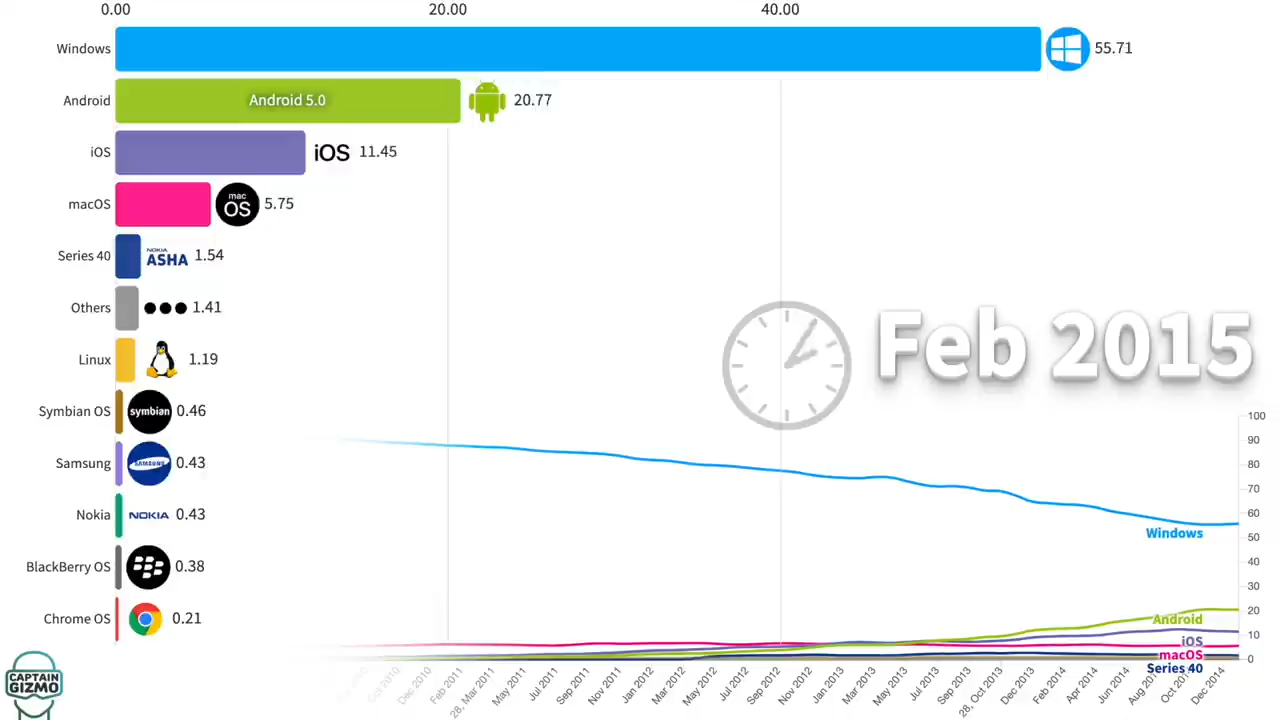 0.00 20.00 40.00
Windows 55.71
Android Android 5.0 20.77
iOS iOS 11.45
macOS mac OS 5.75
Series 40 NOKIA ASHA 1.54
Others 1.41
Linux 1.19
Symbian OS symbian 0.46
Samsung SAMSUNG 0.43
Nokia NOKIA 0.43
BlackBerry OS 0.38
Chrome OS 0.21
Feb 2015
100
90
80
70
60
50
40
30
20
10
0
Windows
Android
iOS
macOS
Series 40
Oct 2010 Dec 2010 Feb 2011 28, Mar 2011 May 2011 Jul 2011 Sep 2011 Nov 2011 Jan 2012 Mar 2012 May 2012 Jul 2012 Sep 2012 Nov 2012 Jan 2013 Mar 2013 May 2013 Jul 2013 Sep 2013 28, Oct 2013 Dec 2013 Feb 2014 Apr 2014 Jun 2014 Aug Oct Dec 2014
CAPTAIN
GIZMO